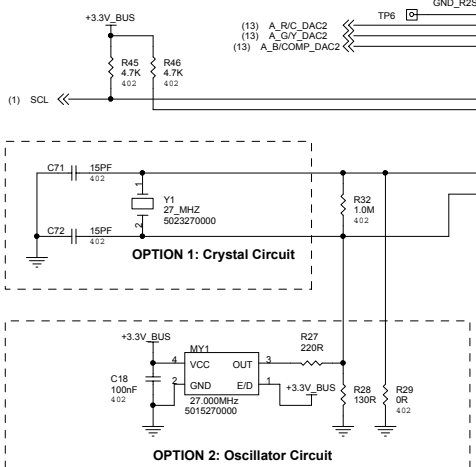 +3.3V_BUS
GND_R2S
TP6
(13) A_R/C_DAC2
(13) A_G/Y_DAC2
(13) A_B/COMP_DAC2
R45
4.7K
402
R46
4.7K
402
(1) SCL
C71
15PF
402
1
Y1
27_MHZ
5023270000
2
R32
1.0M
402
C72
15PF
402
OPTION 1: Crystal Circuit
+3.3V_BUS
MY1
4 VCC OUT 3
R27
220R
C18
100nF
402
2 GND E/D 1
+3.3V_BUS
27.000MHz
5015270000
R28
130R
R29
0R
402
OPTION 2: Oscillator Circuit